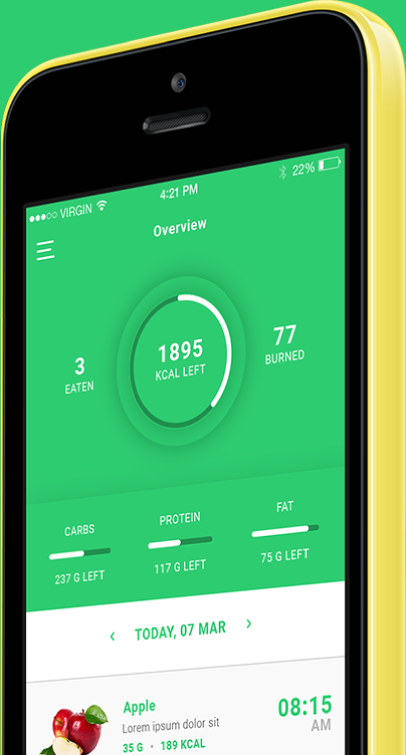 VIRGIN
4:21 PM
22%
Overview
3
EATEN
1895
KCAL LEFT
77
BURNED
CARBS
237 G LEFT
PROTEIN
117 G LEFT
FAT
75 G LEFT
‹ TODAY, 07 MAR ›
Apple
Lorem ipsum dolor sit
35 G • 189 KCAL
08:15
AM